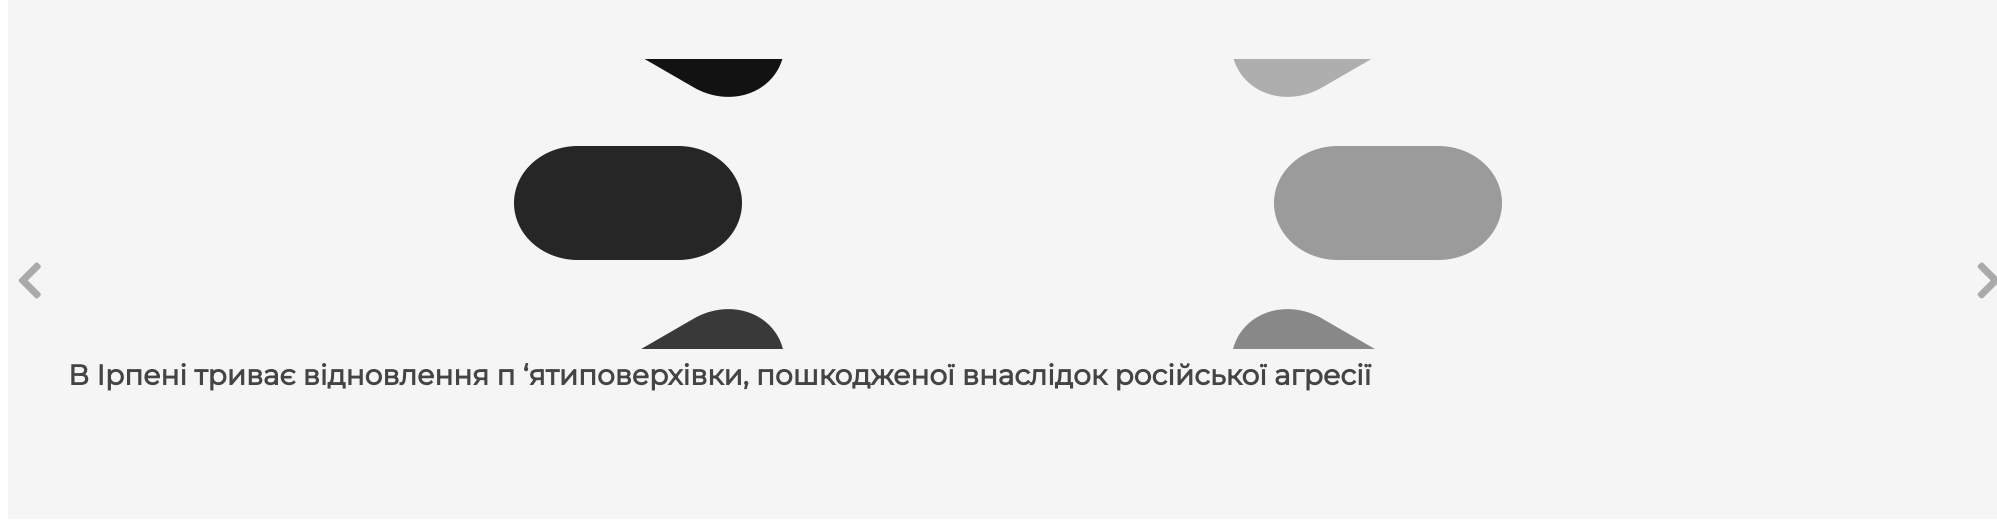 В Ірпені триває відновлення п ‘ятиповерхівки, пошкодженої внаслідок російської агресії